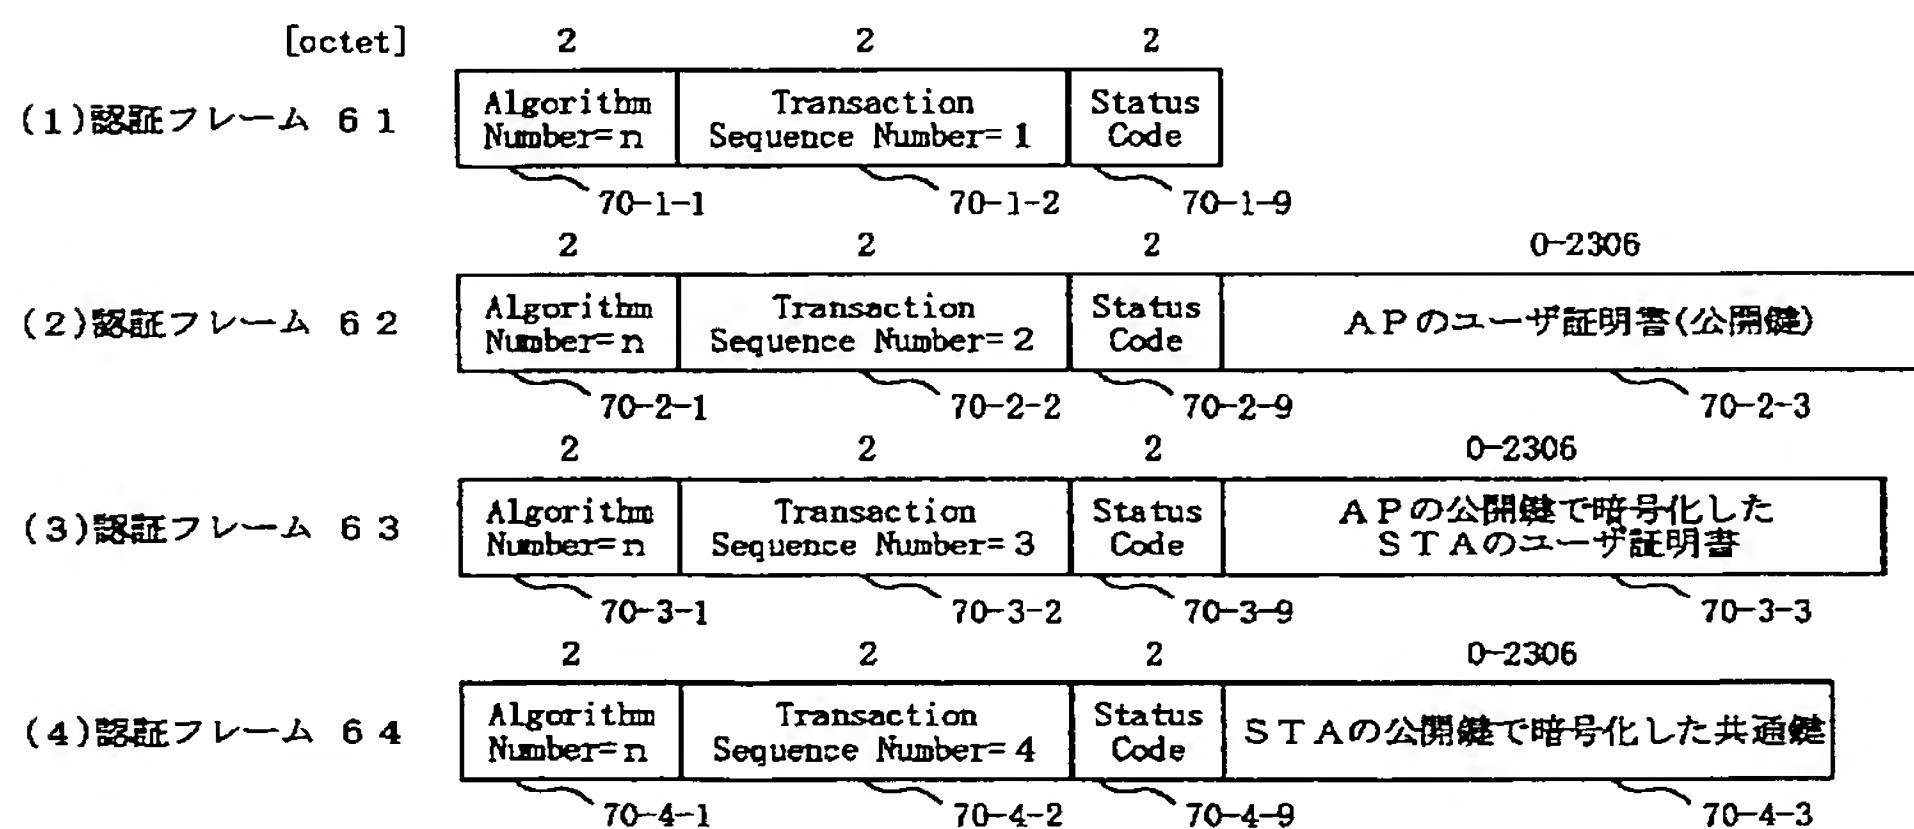 [octet] 2 2 2
(1)認証フレーム 61
Algorithm
Number=n
Transaction
Sequence Number=1
Status
Code
70-1-1 70-1-2 70-1-9
2 2 2 0-2306
(2)認証フレーム 62
Algorithm
Number=n
Transaction
Sequence Number=2
Status
Code
APのユーザ証明書(公開鍵)
70-2-1 70-2-2 70-2-9 70-2-3
2 2 2 0-2306
(3)認証フレーム 63
Algorithm
Number=n
Transaction
Sequence Number=3
Status
Code
APの公開鍵で暗号化した
STAのユーザ証明書
70-3-1 70-3-2 70-3-9 70-3-3
2 2 2 0-2306
(4)認証フレーム 64
Algorithm
Number=n
Transaction
Sequence Number=4
Status
Code
STAの公開鍵で暗号化した共通鍵
70-4-1 70-4-2 70-4-9 70-4-3